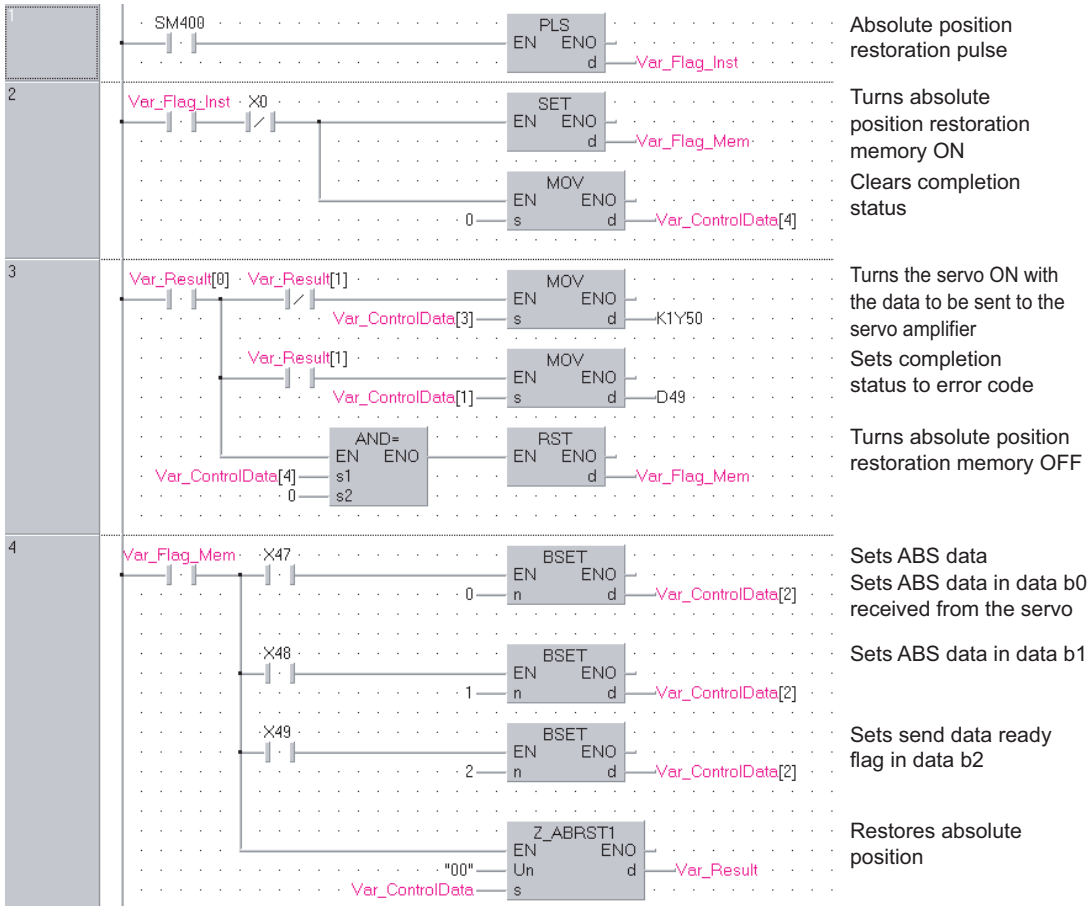 1
SM400
PLS
EN ENO
d
Var_Flag_Inst
Absolute position
restoration pulse
2
Var_Flag_Inst X0
SET
EN ENO
d
Var_Flag_Mem
Turns absolute
position restoration
memory ON
MOV
EN ENO
0 s d Var_ControlData[4]
Clears completion
status
3
Var_Result[0] Var_Result[1]
MOV
EN ENO
Var_ControlData[3] s d K1Y50
Turns the servo ON with
the data to be sent to the
servo amplifier
Var_Result[1]
MOV
EN ENO
Var_ControlData[1] s d D49
Sets completion
status to error code
AND=
EN ENO
Var_ControlData[4] s1
0 s2
RST
EN ENO
d
Var_Flag_Mem
Turns absolute position
restoration memory OFF
4
Var_Flag_Mem X47
BSET
EN ENO
0 n d Var_ControlData[2]
Sets ABS data
Sets ABS data in data b0
received from the servo
X48
BSET
EN ENO
1 n d Var_ControlData[2]
Sets ABS data in data b1
X49
BSET
EN ENO
2 n d Var_ControlData[2]
Sets send data ready
flag in data b2
Z_ABRST1
EN ENO
"00" Un d Var_Result
Var_ControlData s
Restores absolute
position